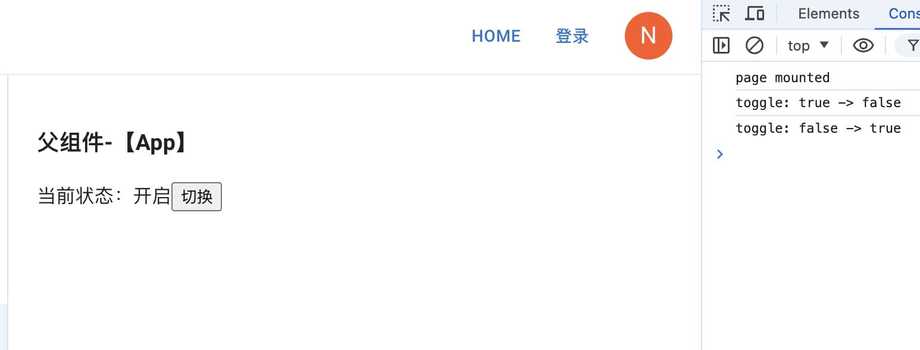 HOME 登录 N
父组件-【App】
当前状态：开启 切换
Elements
top
page mounted
toggle: true -> false
toggle: false -> true